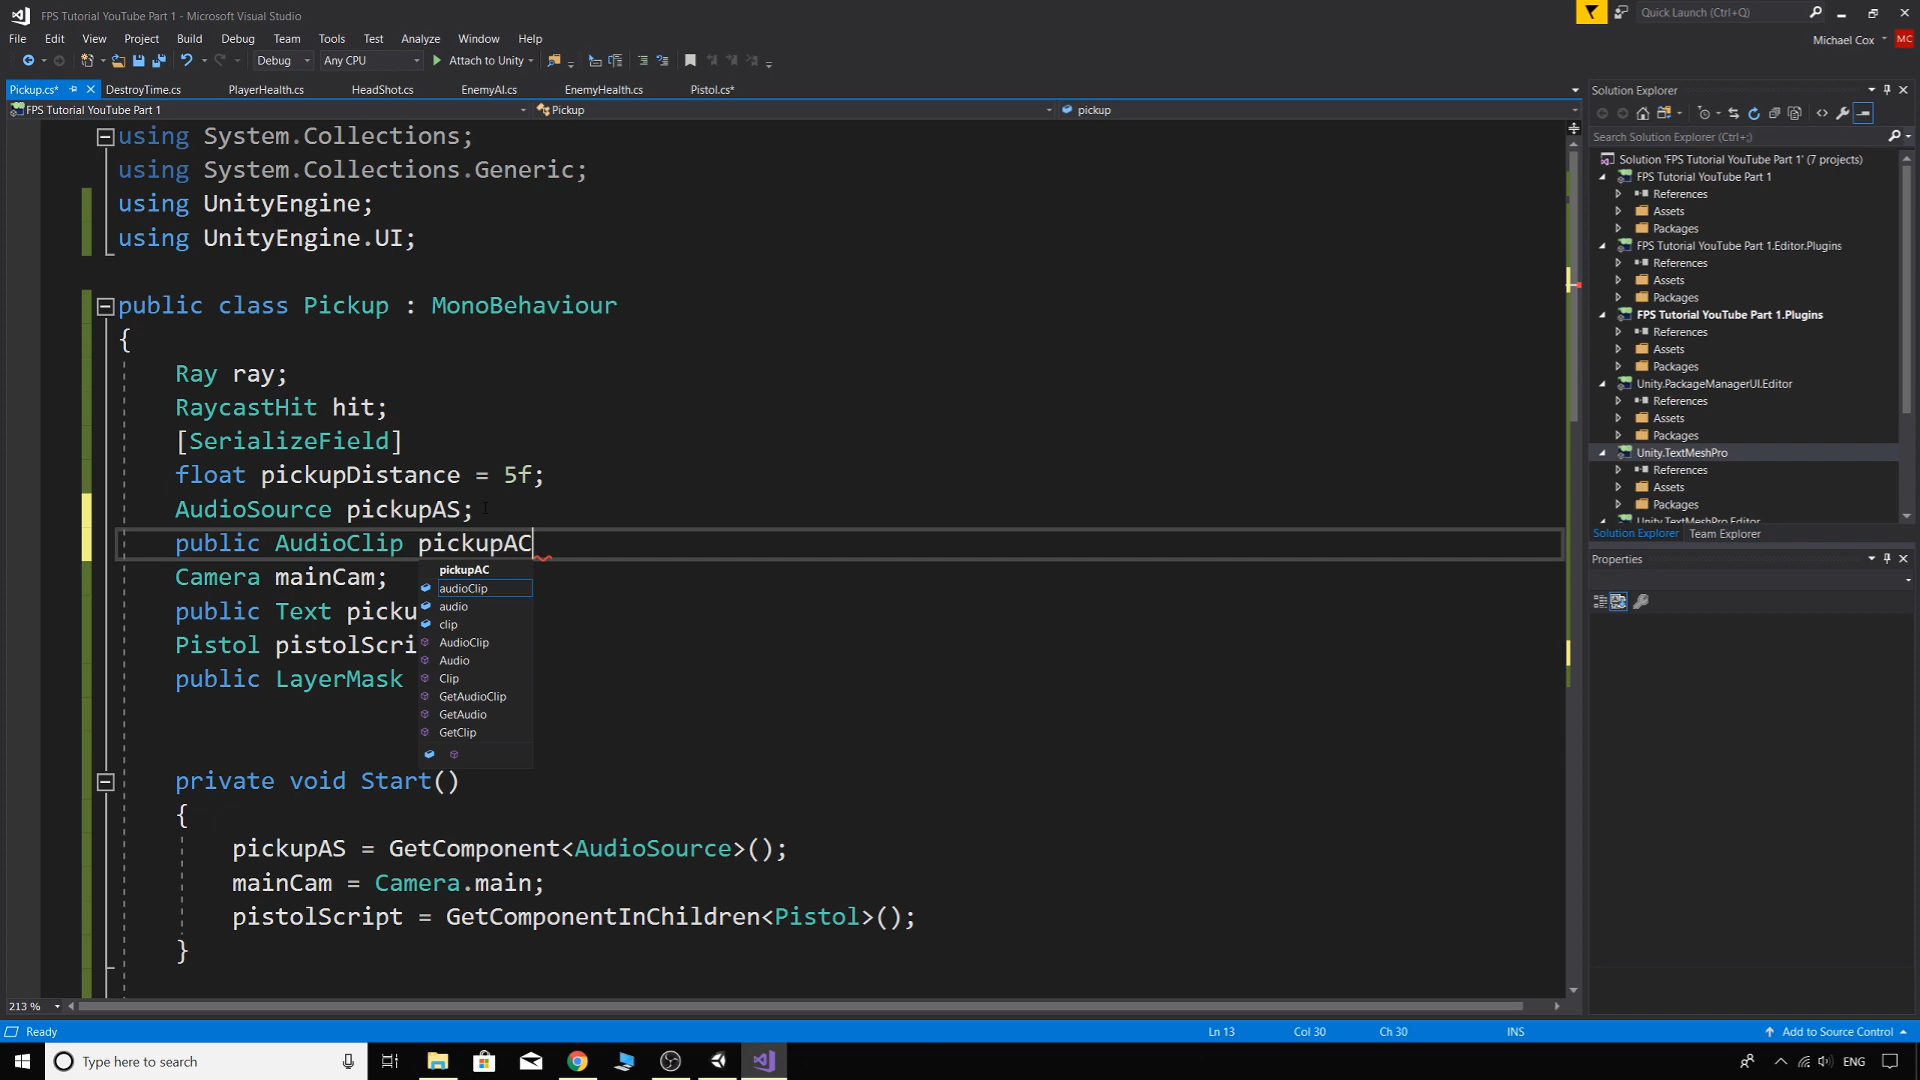 FPS Tutorial YouTube Part 1 - Microsoft Visual Studio
Quick Launch (Ctrl+Q)
File Edit View Project Build Debug Team Tools Test Analyze Window Help
Michael Cox MC
Debug Any CPU Attach to Unity
Pickup.cs* DestroyTime.cs PlayerHealth.cs HeadShot.cs EnemyAI.cs EnemyHealth.cs Pistol.cs*
FPS Tutorial YouTube Part 1 Pickup pickup
using System.Collections;
using System.Collections.Generic;
using UnityEngine;
using UnityEngine.UI;
public class Pickup : MonoBehaviour
{
Ray ray;
RaycastHit hit;
[SerializeField]
float pickupDistance = 5f;
AudioSource pickupAS;
public AudioClip pickupAC
Camera mainCam;
public Text picku
Pistol pistolScri
public LayerMask
pickupAC
audioClip
audio
clip
AudioClip
Audio
Clip
GetAudioClip
GetAudio
GetClip
private void Start()
{
pickupAS = GetComponent<AudioSource>();
mainCam = Camera.main;
pistolScript = GetComponentInChildren<Pistol>();
}
213 %
Solution Explorer
Search Solution Explorer (Ctrl+;)
Solution 'FPS Tutorial YouTube Part 1' (7 projects)
FPS Tutorial YouTube Part 1
References
Assets
Packages
FPS Tutorial YouTube Part 1.Editor.Plugins
References
Assets
Packages
FPS Tutorial YouTube Part 1.Plugins
References
Assets
Packages
Unity.PackageManagerUI.Editor
References
Assets
Packages
Unity.TextMeshPro
References
Assets
Packages
Unity.TextMeshPro.Editor
Solution Explorer Team Explorer
Properties
Ready Ln 13 Col 30 Ch 30 INS Add to Source Control
Type here to search ENG